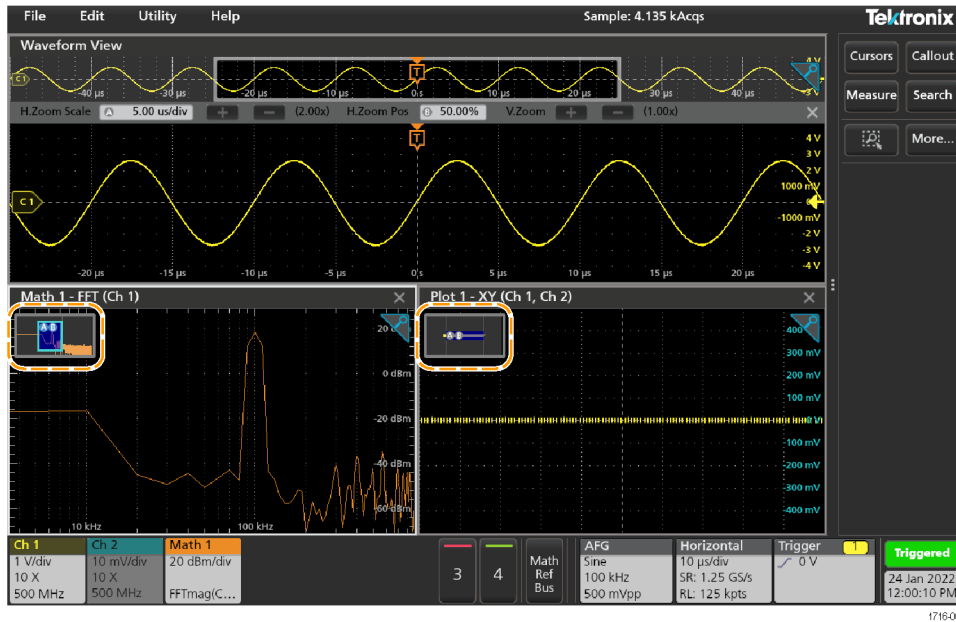 File Edit Utility Help Sample: 4.135 kAcqs Tektronix
Waveform View
Cursors Callout
Measure Search
More...
C1
T
-40 µs -20 µs -10 µs 0 s 10 µs 20 µs 30 µs 40 µs
H.Zoom Scale A 5.00 us/div + - (2.00x) H.Zoom Pos B 50.00% V.Zoom + - (1.00x)
T
4 V
3 V
2 V
1000 mV
C 1
-1000 mV
-2 V
-3 V
-4 V
-20 µs -15 µs -10 µs -5 µs 0 s 5 µs 10 µs 15 µs 20 µs
Math 1 - FFT (Ch 1)
A B
0 dBm
-20 dBm
-40 dBm
-60 dBm
10 kHz 100 kHz
Plot 1 - XY (Ch 1, Ch 2)
A B
300 mV
200 mV
100 mV
-100 mV
-200 mV
-300 mV
-400 mV
Ch 1
1 V/div
10 X
500 MHz
Ch 2
10 mV/div
10 X
500 MHz
Math 1
20 dBm/div
FFTmag(C...
3
4
Math
Ref
Bus
AFG
Sine
100 kHz
500 mVpp
Horizontal
10 µs/div
SR: 1.25 GS/s
RL: 125 kpts
Trigger 1
0 V
Triggered
24 Jan 2022
12:00:10 PM